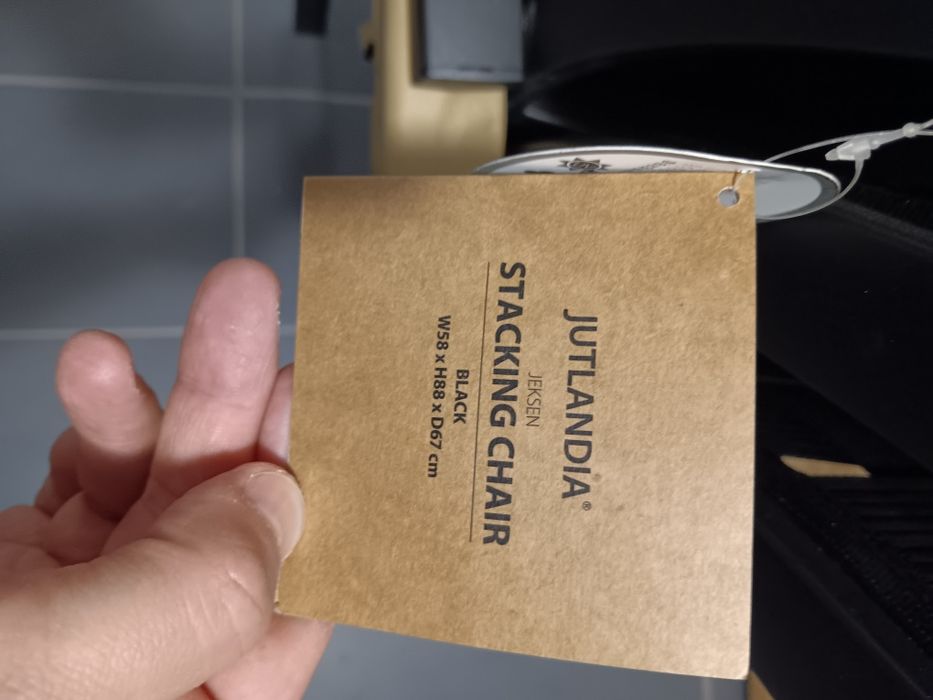 JUTLANDIA®
JEKSEN
STACKING CHAIR
BLACK
W58 x H88 x D67 cm